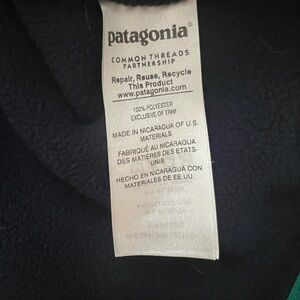 patagonia®
COMMON THREADS
PARTNERSHIP
Repair, Reuse, Recycle
This Product
www.patagonia.com
100% POLYESTER
EXCLUSIVE OF TRIM
MADE IN NICARAGUA OF U.S.
MATERIALS
FABRIQUÉ AU NICARAGUA
DES MATIÈRES DES ETATS-
UNIS
HECHO EN NICARAGUA CON
MATERIALES DE EE.UU.